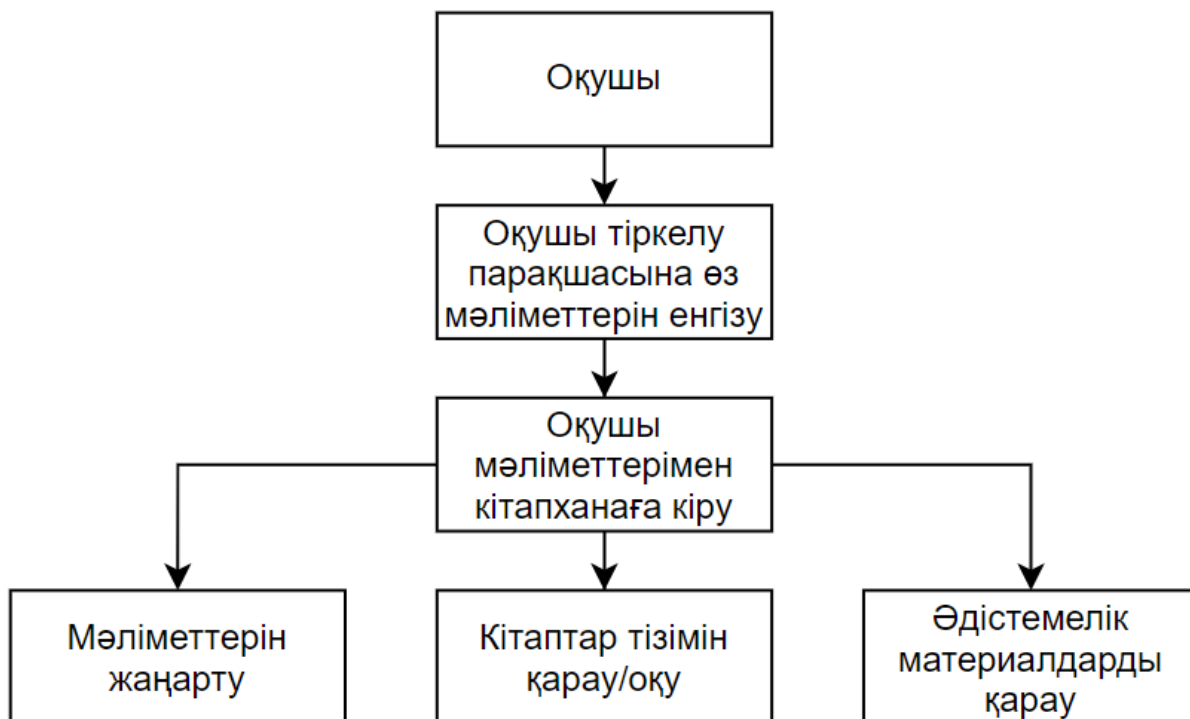 Оқушы
Оқушы тіркелу
парақшасына өз
мәліметтерін енгізу
Оқушы
мәліметтерімен
кітапханаға кіру
Мәліметтерін
жаңарту
Кітаптар тізімін
қарау/оқу
Әдістемелік
материалдарды
қарау